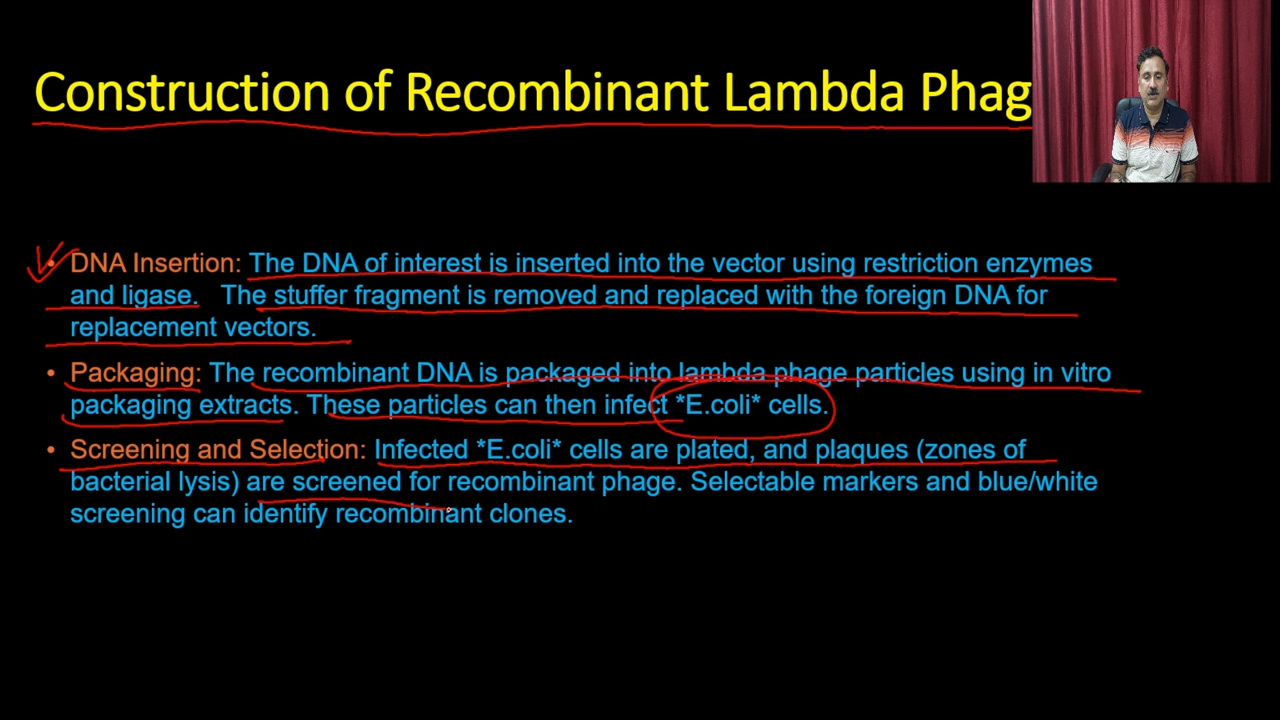 Construction of Recombinant Lambda Phag
• DNA Insertion: The DNA of interest is inserted into the vector using restriction enzymes
and ligase. The stuffer fragment is removed and replaced with the foreign DNA for
replacement vectors.
• Packaging: The recombinant DNA is packaged into lambda phage particles using in vitro
packaging extracts. These particles can then infect *E.coli* cells.
• Screening and Selection: Infected *E.coli* cells are plated, and plaques (zones of
bacterial lysis) are screened for recombinant phage. Selectable markers and blue/white
screening can identify recombinant clones.